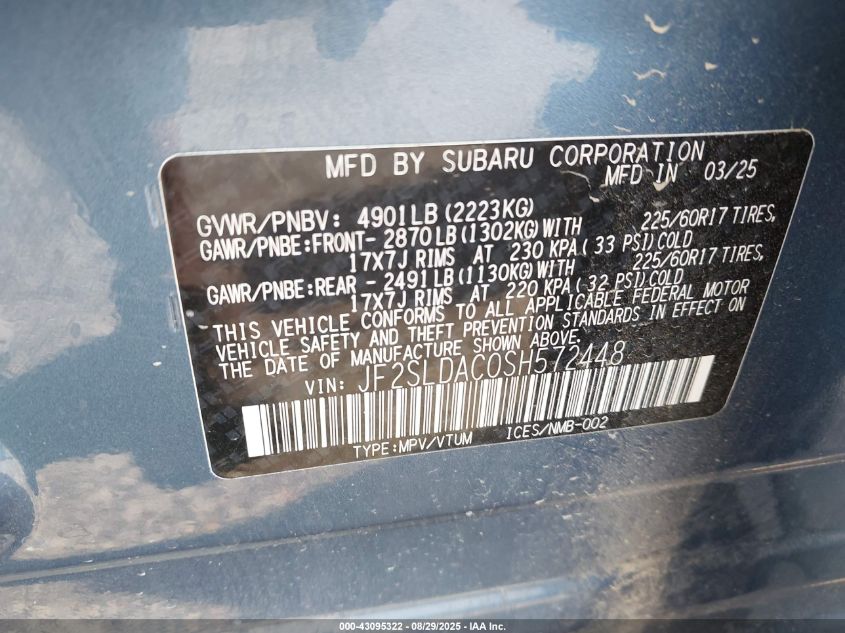 MFD BY SUBARU CORPORATION
MFD IN 03/25
GVWR/PNBV: 4901LB (2223KG)
GAWR/PNBE:FRONT- 2870LB (1302KG) WITH 225/60R17 TIRES,
17X7J RIMS AT 230 KPA (33 PSI) COLD
GAWR/PNBE:REAR - 2491LB (1130KG) WITH 225/60R17 TIRES,
17X7J RIMS AT 220 KPA (32 PSI) COLD
THIS VEHICLE CONFORMS TO ALL APPLICABLE FEDERAL MOTOR
VEHICLE SAFETY AND THEFT PREVENTION STANDARDS IN EFFECT ON
THE DATE OF MANUFACTURE SHOWN ABOVE.
VIN: JF2SLDAC0SH572448
TYPE:MPV/VTUM ICES/NMB-002
000-43095322 - 08/29/2025 - IAA Inc.